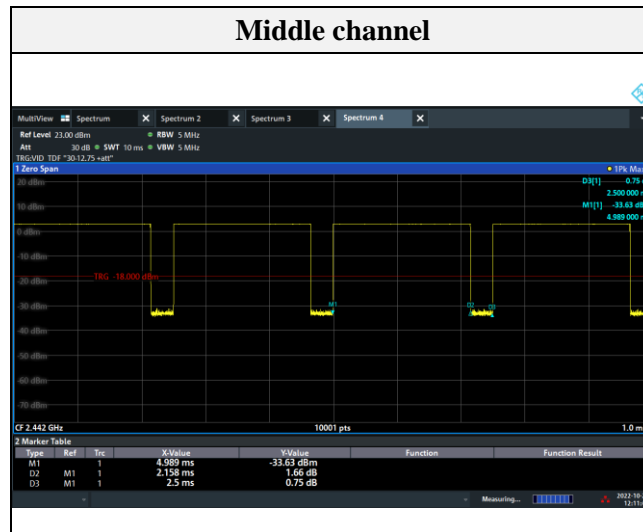 Middle channel
MultiView Spectrum X Spectrum 2 X Spectrum 3 X Spectrum 4 X
Ref Level 23.00 dBm RBW 5 MHz
Att 30 dB SWT 10 ms VBW 5 MHz
TRG:VID TDF "30-12.75 +att"
1 Zero Span 1Pk Max
20 dBm D3[1] 0.75
2.500 000
10 dBm M1[1] -33.63
4.989 000
0 dBm
-10 dBm
TRG -18.000 dBm
-20 dBm
-30 dBm M1 D2 D3
-40 dBm
-50 dBm
-60 dBm
-70 dBm
CF 2.442 GHz 10001 pts 1.0
2 Marker Table
Type Ref Trc X-Value Y-Value Function Function Result
M1 1 4.989 ms -33.63 dBm
D2 M1 1 2.158 ms 1.66 dB
D3 M1 1 2.5 ms 0.75 dB
Measuring... 2022-10-
12:11: